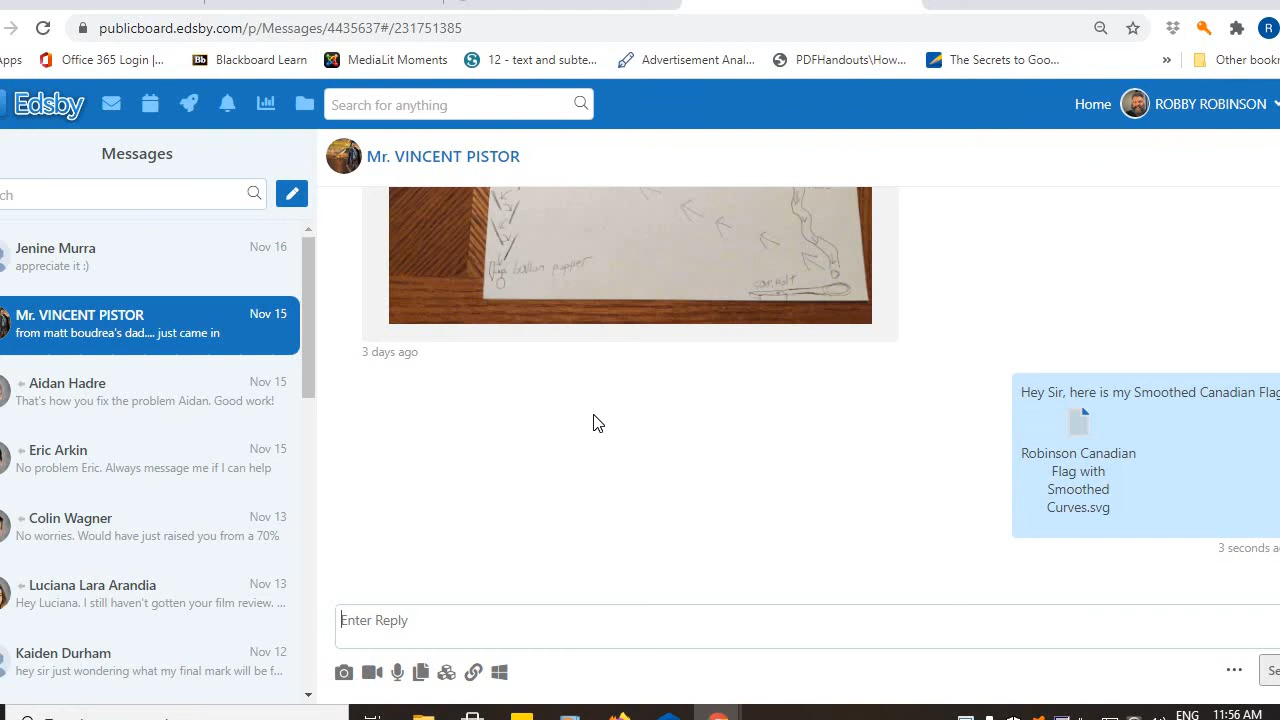 publicboard.edsby.com/p/Messages/4435637#/231751385
R
Apps
Office 365 Login |...
Bb
Blackboard Learn
MediaLit Moments
12 - text and subte...
Advertisement Anal...
PDFHandouts\How...
The Secrets to Goo...
»
Edsby
Search for anything
Home
ROBBY ROBINSON
Messages
Mr. VINCENT PISTOR
Jenine Murra
Nov 16
appreciate it :)
Mr. VINCENT PISTOR
Nov 15
from matt boudrea's dad.... just came in
Aidan Hadre
Nov 15
That's how you fix the problem Aidan. Good work!
Eric Arkin
Nov 15
No problem Eric. Always message me if I can help
Colin Wagner
Nov 13
No worries. Would have just raised you from a 70%
Luciana Lara Arandia
Nov 13
Hey Luciana. I still haven't gotten your film review. ...
Kaiden Durham
Nov 12
hey sir just wondering what my final mark will be f...
popper
3 days ago
Hey Sir, here is my Smoothed Canadian Flag
Robinson Canadian
Flag with
Smoothed
Curves.svg
3 seconds
Enter Reply
...
ENG
11:56 AM